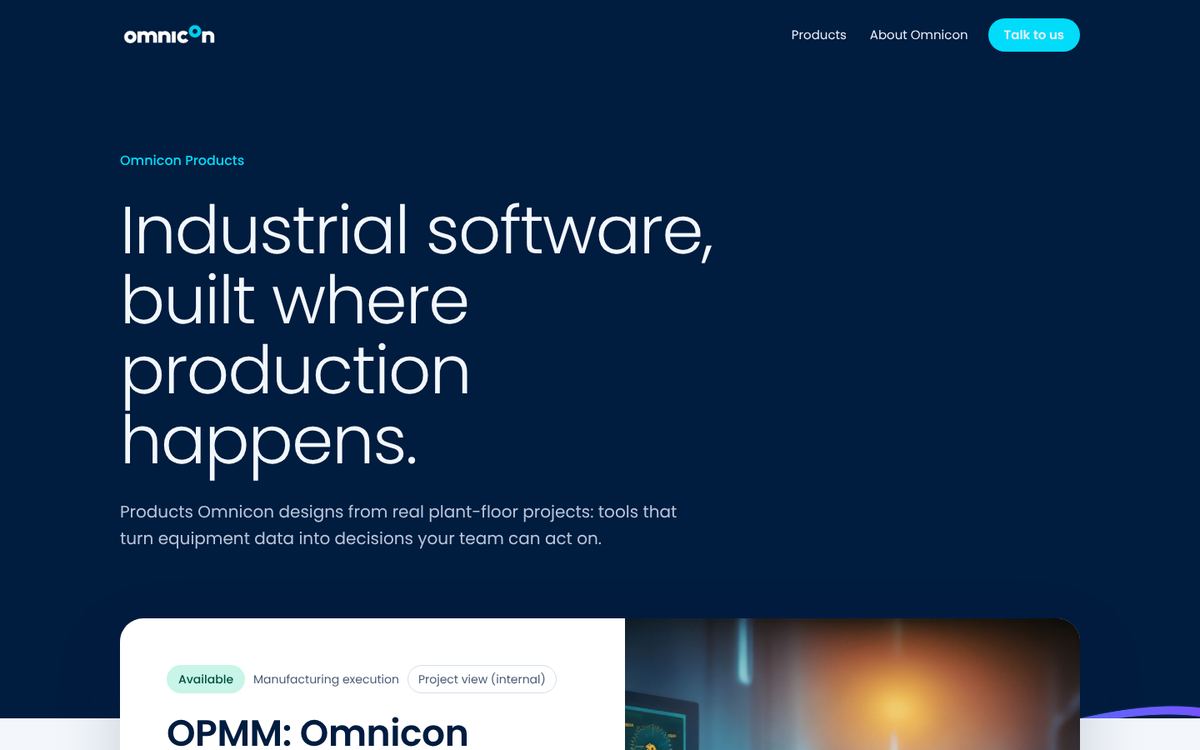 omnicon
Products
About Omnicon
Talk to us
Omnicon Products
Industrial software,
built where
production
happens.
Products Omnicon designs from real plant-floor projects: tools that
turn equipment data into decisions your team can act on.
Available
Manufacturing execution
Project view (internal)
OPMM: Omnicon